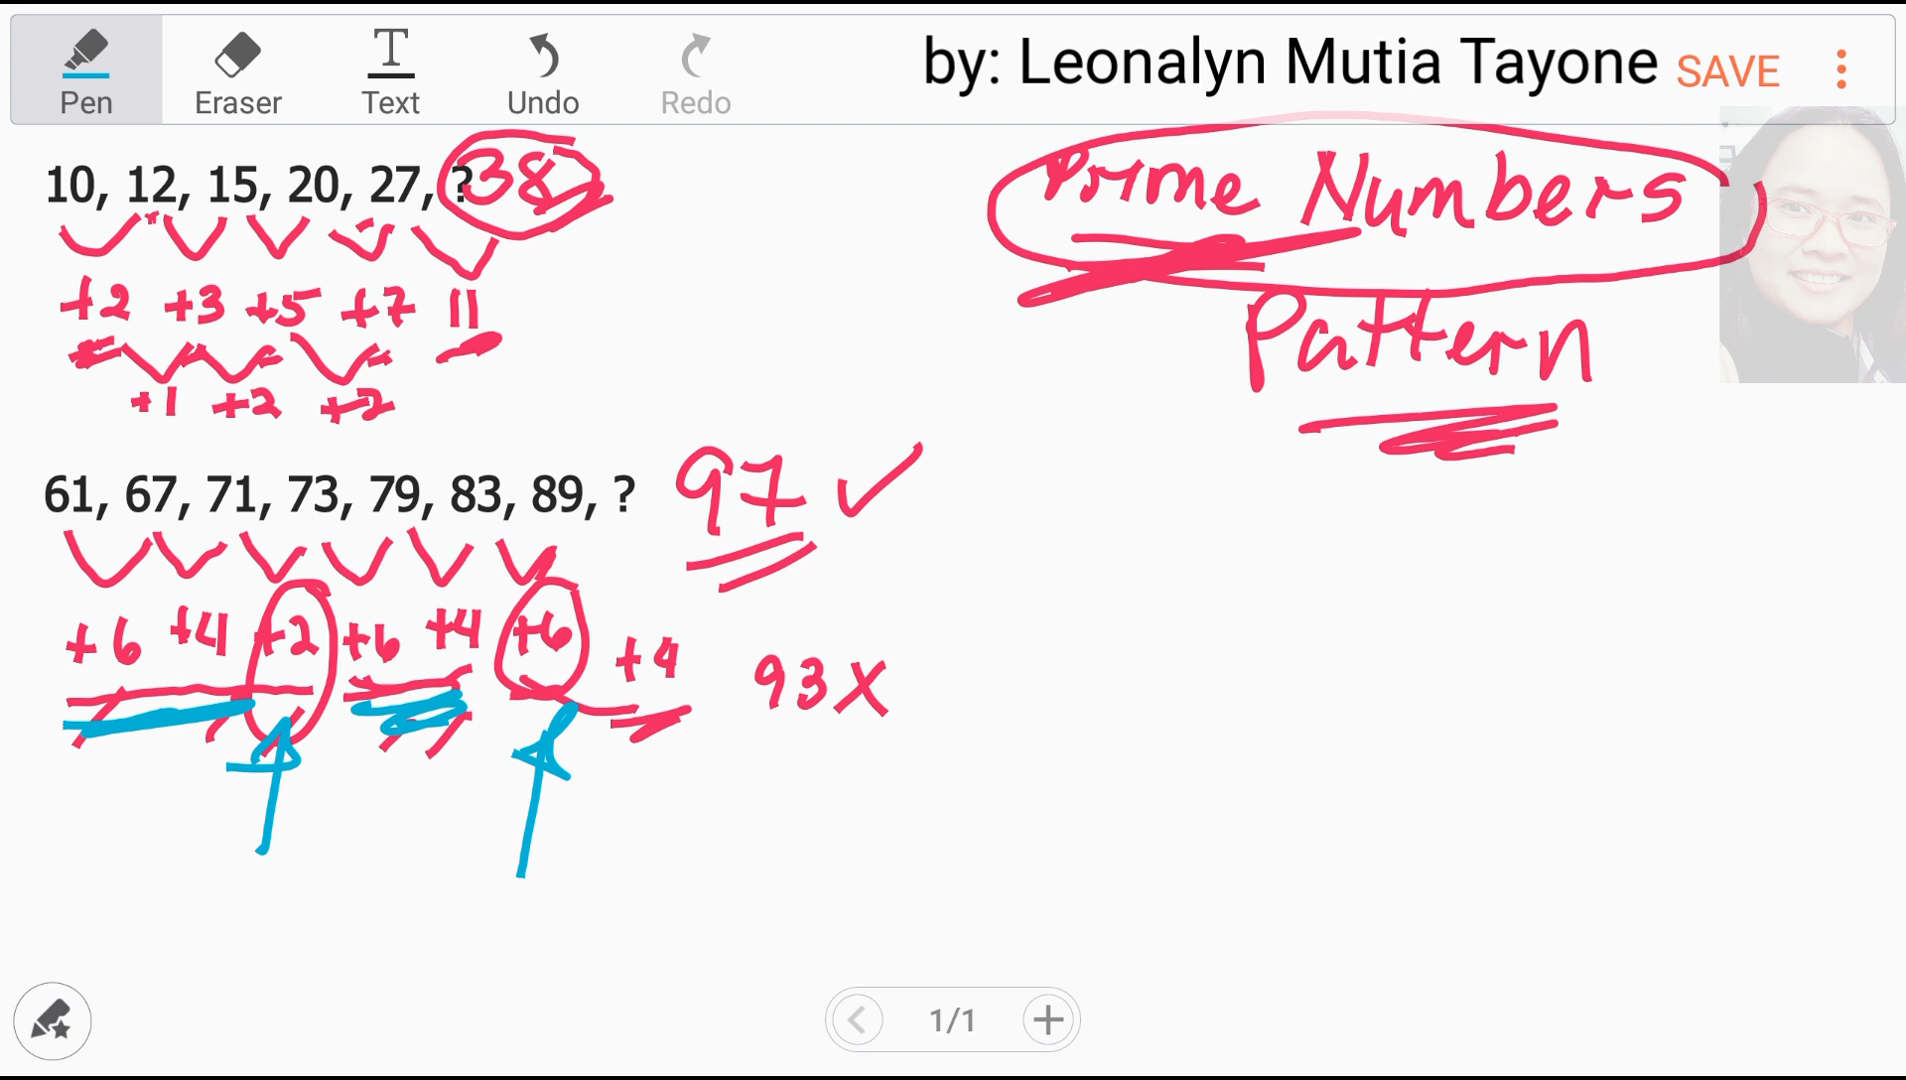 Pen Eraser Text Undo Redo by: Leonalyn Mutia Tayone SAVE
10, 12, 15, 20, 27, ? 38
Prime Numbers
Pattern
+2 +3 +5 +7 11
+1 +2 +2
61, 67, 71, 73, 79, 83, 89, ? 97
+6 +4 +2 +6 +4 +6 +4 93 X
1/1